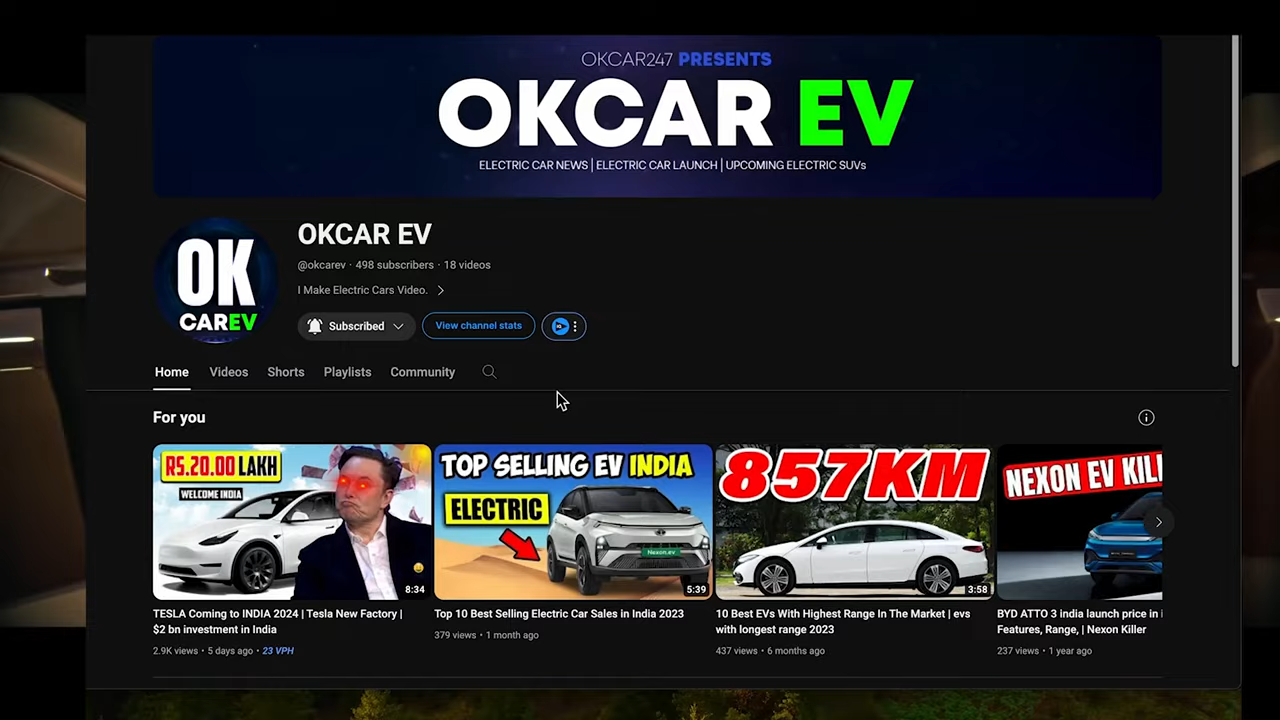 OKCAR247 PRESENTS
OKCAR EV
ELECTRIC CAR NEWS | ELECTRIC CAR LAUNCH | UPCOMING ELECTRIC SUVs
OK
CAREV
OKCAR EV
@okcarev · 498 subscribers · 18 videos
I Make Electric Cars Video.
Subscribed
View channel stats
Home Videos Shorts Playlists Community
For you
RS.20.00 LAKH
WELCOME INDIA
8:34
TOP SELLING EV INDIA
ELECTRIC
Nexon.ev
5:39
857KM
3:58
NEXON EV KILL
TESLA Coming to INDIA 2024 | Tesla New Factory |
$2 bn investment in India
2.9K views · 5 days ago · 23 VPH
Top 10 Best Selling Electric Car Sales in India 2023
379 views · 1 month ago
10 Best EVs With Highest Range In The Market | evs
with longest range 2023
437 views · 6 months ago
BYD ATTO 3 india launch price in i
Features, Range, | Nexon Killer
237 views · 1 year ago